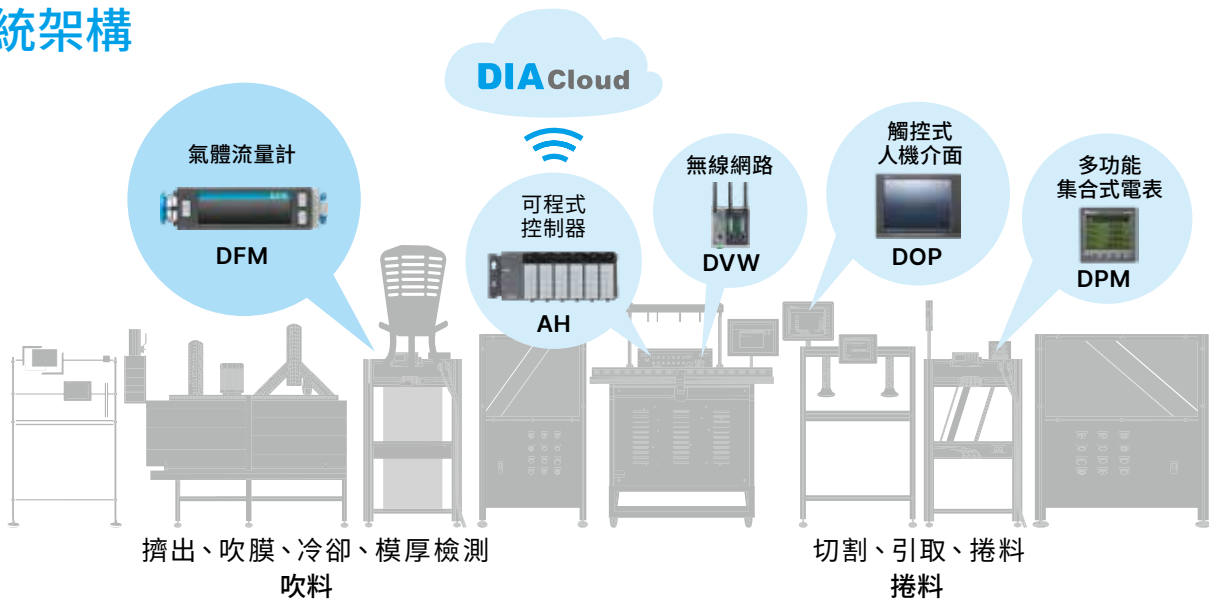 統架構
DIACloud
氣體流量計
DFM
可程式
控制器
AH
無線網路
DVW
觸控式
人機介面
DOP
多功能
集合式電表
DPM
擠出、吹膜、冷卻、模厚檢測
吹料
切割、引取、捲料
捲料